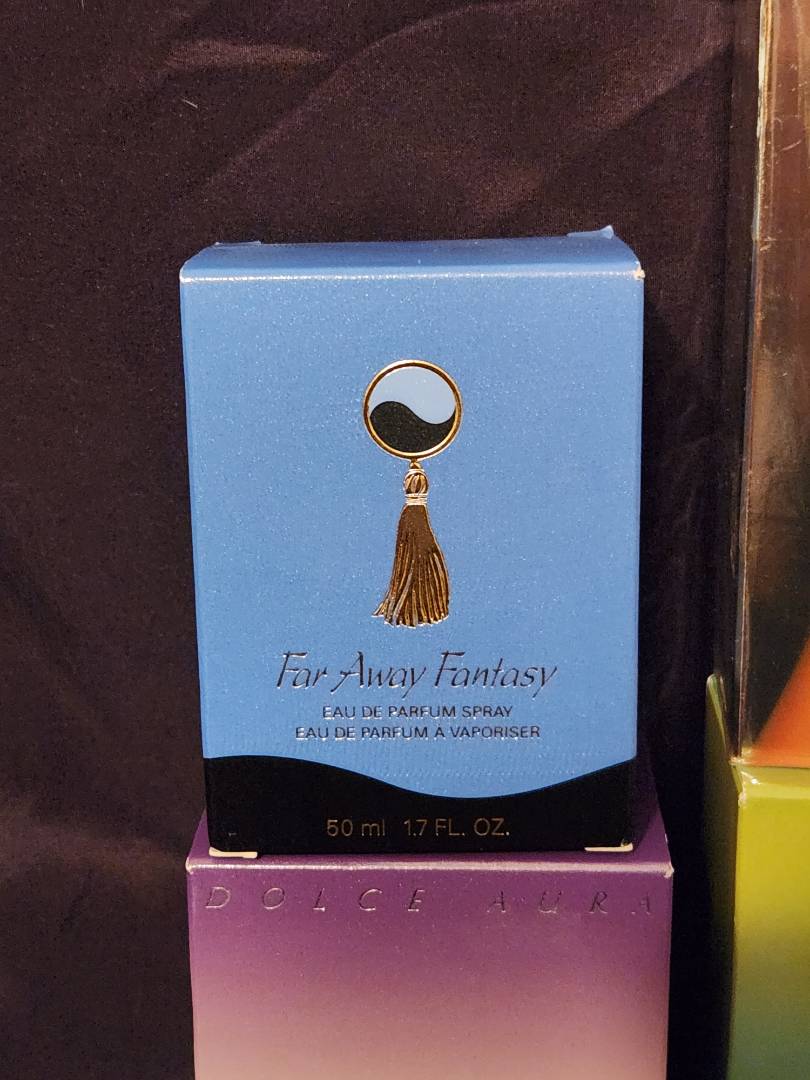 Far Away Fantasy
EAU DE PARFUM SPRAY
EAU DE PARFUM À VAPORISER
50 ml 1.7 FL. OZ.
DOLCE AURA